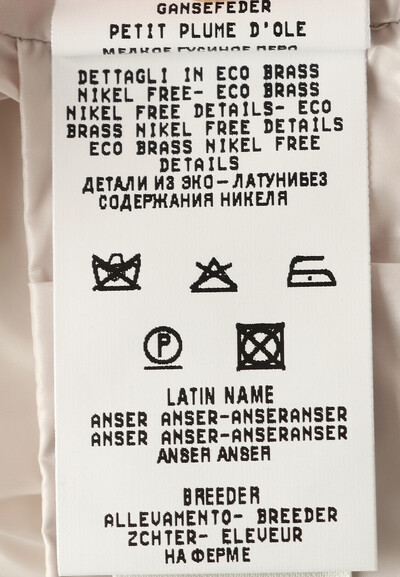 GANSEFEDER
PETIT PLUME D'OLE
МЕЛКОЕ ГУСИНОЕ ПЕРО
DETTAGLI IN ECO BRASS
NIKEL FREE- ECO BRASS
NIKEL FREE DETAILS- ECO
BRASS NIKEL FREE DETAILS
ECO BRASS NIKEL FREE
DETAILS
ДЕТАЛИ ИЗ ЭКО-ЛАТУНИБЕЗ
СОДЕРЖАНИЯ НИКЕЛЯ
P
LATIN NAME
ANSER ANSER-ANSERANSER
ANSER ANSER-ANSERANSER
ANSER ANSER
BREEDER
ALLEVAMENTO- BREEDER
ZCHTER- ELEVEUR
НА ФЕРМЕ